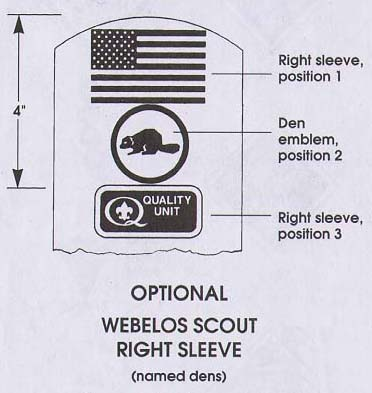 4"
Right sleeve,
position 1
Den
emblem,
position 2
Q QUALITY
UNIT
Right sleeve,
position 3
OPTIONAL
WEBELOS SCOUT
RIGHT SLEEVE
(named dens)